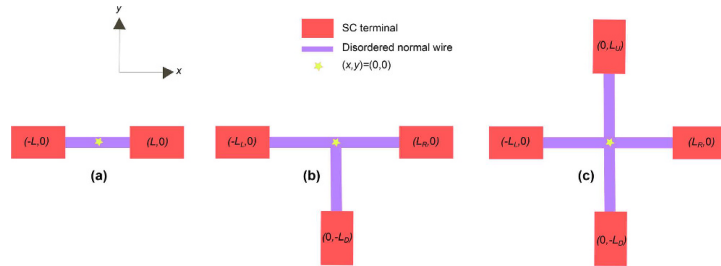 y
x
SC terminal
Disordered normal wire
(x,y)=(0,0)
(0,L_U)
(-L,0)
(L,0)
(-L_L,0)
(L_R,0)
(-L_L,0)
(L_R,0)
(a)
(b)
(c)
(0,-L_D)
(0,-L_D)